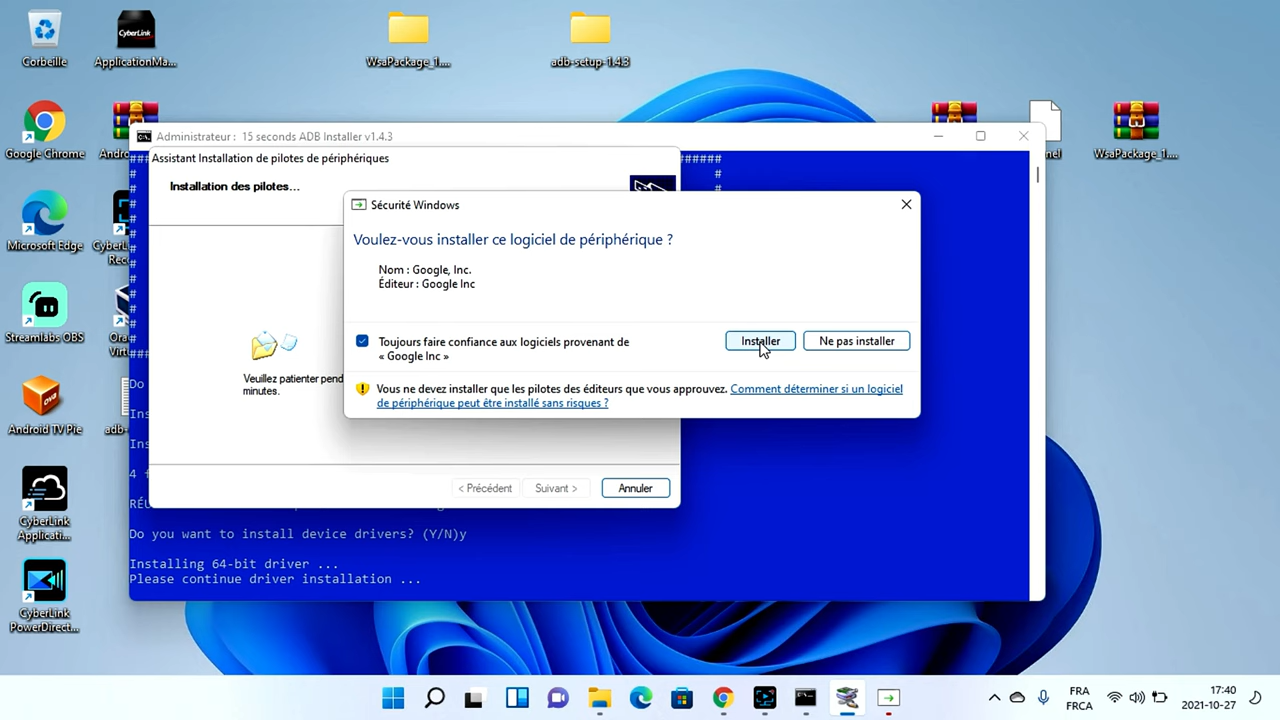 Corbeille
CyberLink
ApplicationMa...
WsaPackage_1....
adb-setup-1.4.3
Google Chrome
WsaPackage_1....
Administrateur : 15 seconds ADB Installer v1.4.3
Assistant Installation de pilotes de périphériques
Installation des pilotes...
Sécurité Windows
Voulez-vous installer ce logiciel de périphérique ?
Nom : Google, Inc.
Éditeur : Google Inc
Toujours faire confiance aux logiciels provenant de
« Google Inc »
Installer
Ne pas installer
Vous ne devez installer que les pilotes des éditeurs que vous approuvez. Comment déterminer si un logiciel
de périphérique peut être installé sans risques ?
Veuillez patienter pend
minutes.
< Précédent
Suivant >
Annuler
Microsoft Edge
Streamlabs OBS
Android TV Pie
CyberLink
Applicati...
CyberLink
PowerDirect...
Do you want to install device drivers? (Y/N)y
Installing 64-bit driver ...
Please continue driver installation ...
FRA
FRCA
17:40
2021-10-27